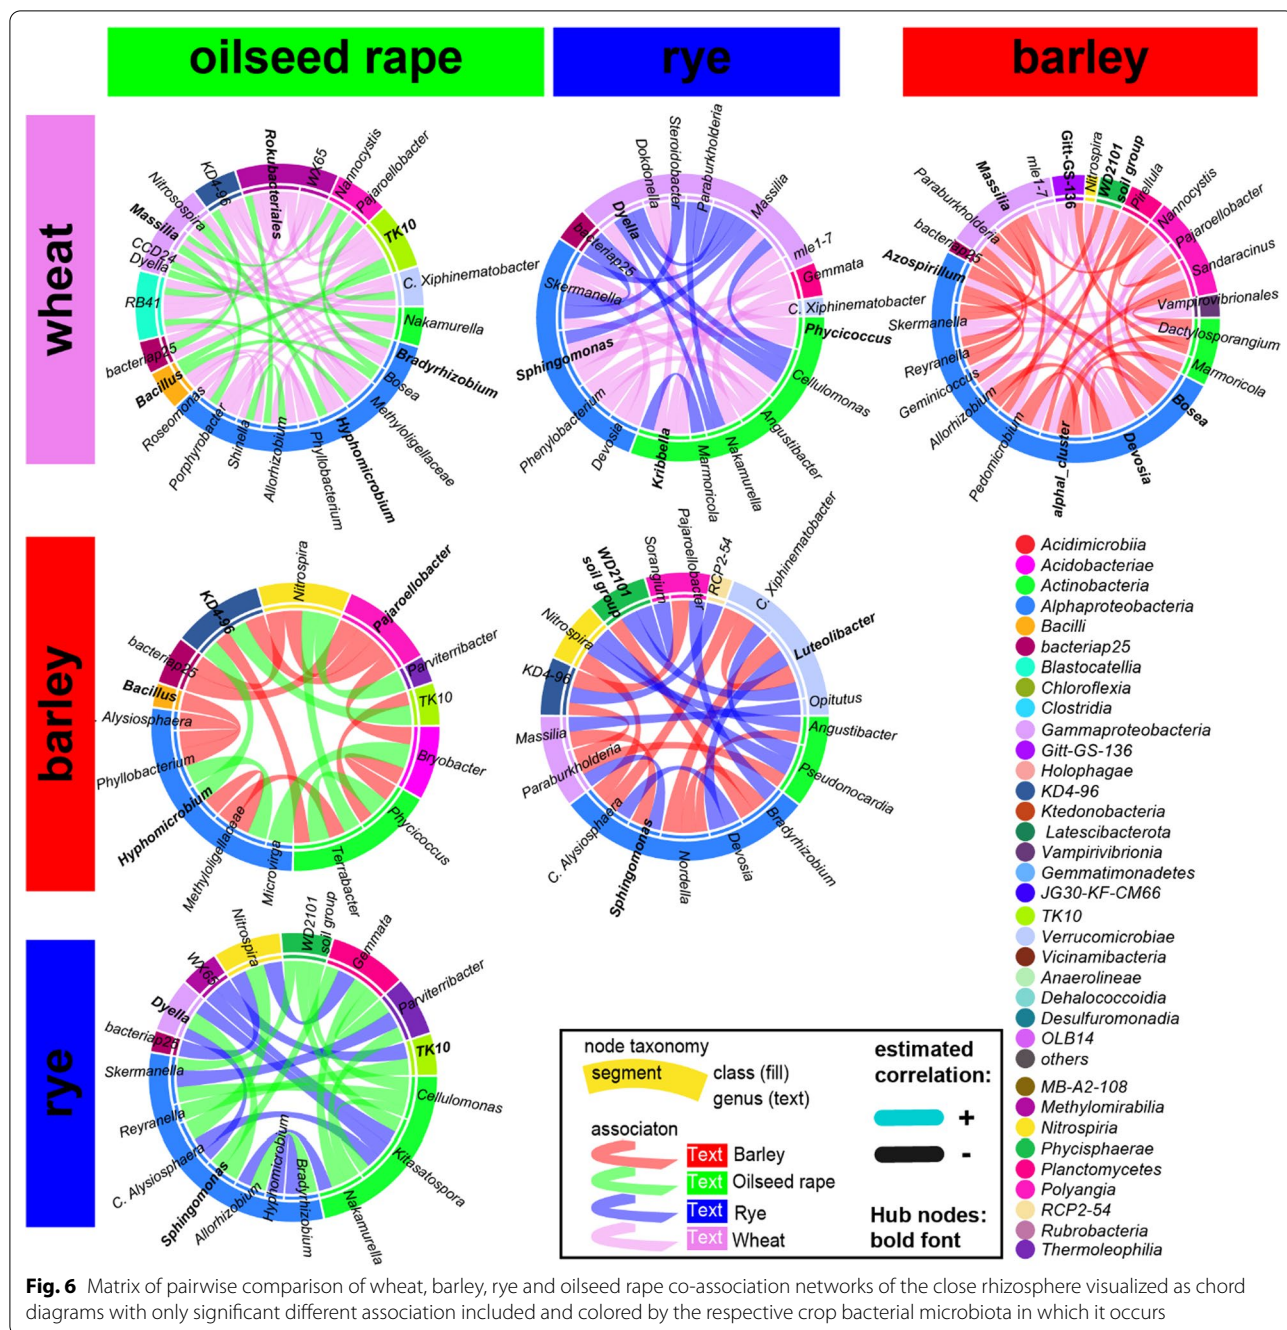 oilseed rape
rye
barley
wheat
Nitrosospira
KD4-96
Rokubacteriales
WX65
Nannocystis
Pajaroellobacter
TK10
C. Xiphinematobacter
Nakamurella
Bradyrhizobium
Bosea
Methyloligellaceae
Hyphomicrobium
Phyllobacterium
Allorhizobium
Shinella
Porphyrobacter
Roseomonas
Bacillus
bacteriap25
RB41
Dyella
CCD24
Massilia
bacteriap25
Dyella
Dokdonella
Steroidobacter
Paraburkholderia
Massilia
mle1-7
Gemmata
C. Xiphinematobacter
Phycicoccus
Cellulomonas
Angustibacter
Nakamurella
Marmoricola
Kribbella
Devosia
Phenylobacterium
Sphingomonas
Skermanella
bacteriap25
Paraburkholderia
Massilia
mle1-7
Gitt-GS-136
Nitrospira
WD2101
soil group
Pirellula
Nannocystis
Pajaroellobacter
Sandaracinus
Vampirovibrionales
Dactylosporangium
Marmoricola
Bosea
Devosia
alphal_cluster
Pedomicrobium
Allorhizobium
Geminicoccus
Reyranella
Skermanella
Azospirillum
barley
bacteriap25
KD4-96
Nitrospira
Pajaroellobacter
Parviterribacter
TK10
Bryobacter
Phycicoccus
Terrabacter
Microvirga
Methyloligellaceae
Hyphomicrobium
Phyllobacterium
. Alysiosphaera
Bacillus
KD4-96
Nitrospira
WD2101
soil group
Sorangium
Pajaroellobacter
RCP2-54
C. Xiphinematobacter
Luteolibacter
Opitutus
Angustibacter
Pseudonocardia
Bradyrhizobium
Devosia
Nordella
Sphingomonas
C. Alysiosphaera
Paraburkholderia
Massilia
rye
bacteriap25
Dyella
WX65
Nitrospira
WD2101
soil group
Gemmata
Parviterribacter
TK10
Cellulomonas
Kitasatospora
Nakamurella
Bradyrhizobium
Hyphomicrobium
Allorhizobium
Sphingomonas
C. Alysiosphaera
Reyranella
Skermanella
Acidimicrobiia
Acidobacteriae
Actinobacteria
Alphaproteobacteria
Bacilli
bacteriap25
Blastocatellia
Chloroflexia
Clostridia
Gammaproteobacteria
Gitt-GS-136
Holophagae
KD4-96
Ktedonobacteria
Latescibacterota
Vampirivibrionia
Gemmatimonadetes
JG30-KF-CM66
TK10
Verrucomicrobiae
Vicinamibacteria
Anaerolineae
Dehalococcoidia
Desulfuromonadia
OLB14
others
MB-A2-108
Methylomirabilia
Nitrospiria
Phycisphaerae
Planctomycetes
Polyangia
RCP2-54
Rubrobacteria
Thermoleophilia
node taxonomy
segment
class (fill)
genus (text)
associaton
Text Barley
Text Oilseed rape
Text Rye
Text Wheat
estimated
correlation:
+
-
Hub nodes:
bold font
Fig. 6 Matrix of pairwise comparison of wheat, barley, rye and oilseed rape co-association networks of the close rhizosphere visualized as chord
diagrams with only significant different association included and colored by the respective crop bacterial microbiota in which it occurs